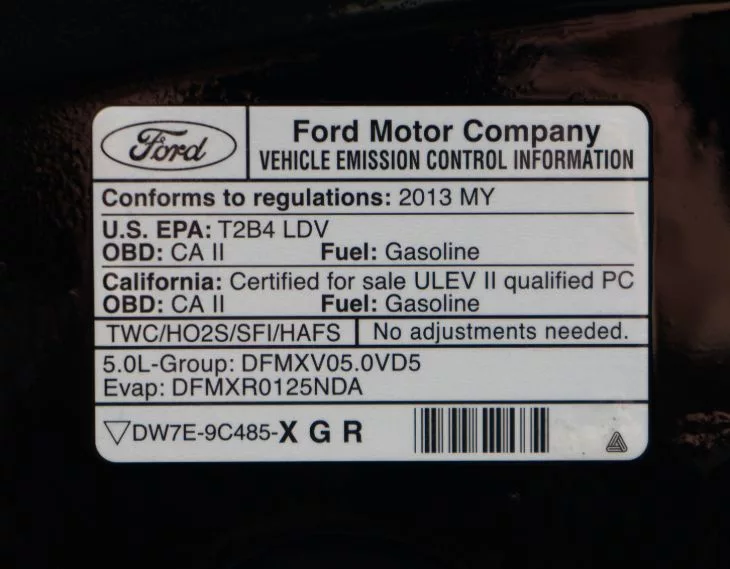 Ford
Ford Motor Company
VEHICLE EMISSION CONTROL INFORMATION
Conforms to regulations: 2013 MY
U.S. EPA: T2B4 LDV
OBD: CA II Fuel: Gasoline
California: Certified for sale ULEV II qualified PC
OBD: CA II Fuel: Gasoline
TWC/HO2S/SFI/HAFS No adjustments needed.
5.0L-Group: DFMXV05.0VD5
Evap: DFMXR0125NDA
▽DW7E-9C485-X G R